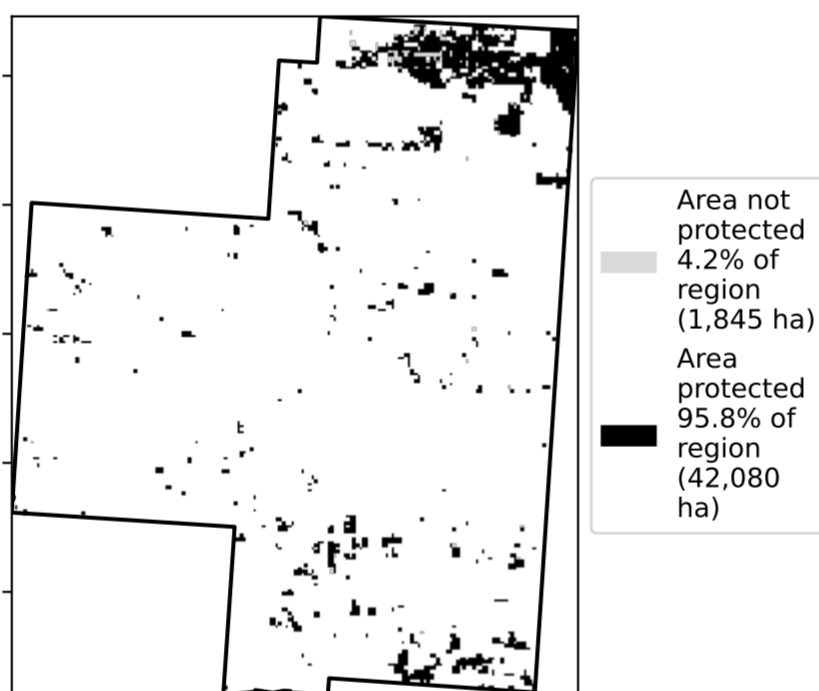 Area not
protected
4.2% of
region
(1,845 ha)
Area
protected
95.8% of
region
(42,080
ha)